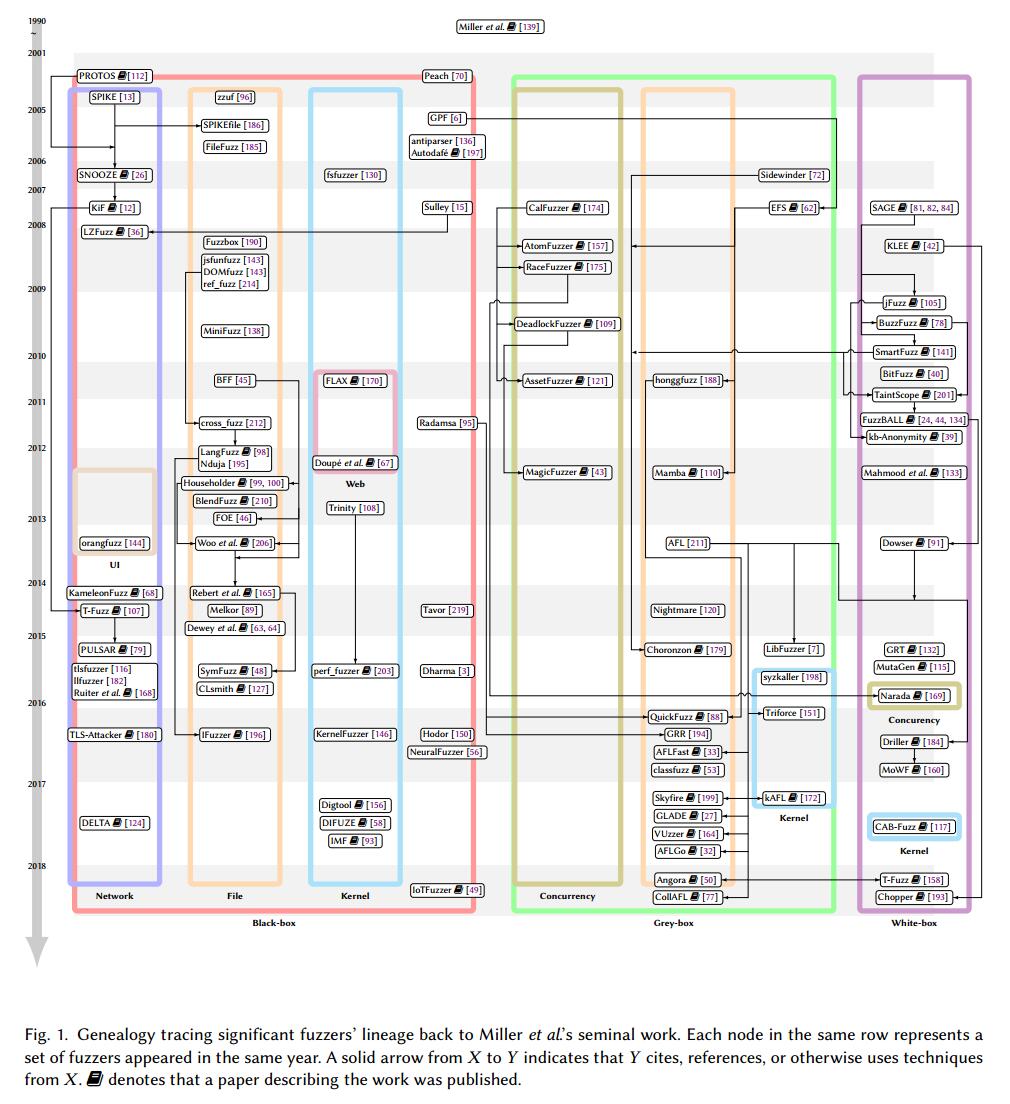 1990
~
Miller et al. [139]
2001
PROTOS [112]
Peach [70]
SPIKE [13]
zzuf [96]
2005
GPF [6]
SPIKEfile [186]
antiparser [136]
Autodafé [197]
FileFuzz [185]
2006
SNOOZE [26]
fsfuzzer [130]
Sidewinder [72]
2007
KiF [12]
Sulley [15]
CalFuzzer [174]
EFS [62]
SAGE [81, 82, 84]
2008
LZFuzz [36]
Fuzzbox [190]
AtomFuzzer [157]
KLEE [42]
jsfunfuzz [143]
DOMfuzz [143]
ref_fuzz [214]
RaceFuzzer [175]
2009
jFuzz [105]
MiniFuzz [138]
DeadlockFuzzer [109]
BuzzFuzz [78]
2010
SmartFuzz [141]
BitFuzz [40]
BFF [45]
FLAX [170]
AssetFuzzer [121]
honggfuzz [188]
TaintScope [201]
2011
cross_fuzz [212]
Radamsa [95]
FuzzBALL [24, 44, 134]
kb-Anonymity [39]
2012
LangFuzz [98]
Nduja [195]
Doupé et al. [67]
Web
MagicFuzzer [43]
Mamba [110]
Mahmood et al. [133]
Householder [99, 100]
BlendFuzz [210]
Trinity [108]
2013
FOE [46]
orangfuzz [144]
UI
Woo et al. [206]
AFL [211]
Dowser [91]
2014
KameleonFuzz [68]
Rebert et al. [165]
T-Fuzz [107]
Melkor [89]
Tavor [219]
Nightmare [120]
Dewey et al. [63, 64]
2015
PULSAR [79]
Choronzon [179]
LibFuzzer [7]
GRT [132]
tlsfuzzer [116]
llfuzzer [182]
Ruiter et al. [168]
SymFuzz [48]
perf_fuzzer [203]
Dharma [3]
syzkaller [198]
MutaGen [115]
CLsmith [127]
Narada [169]
Concurency
2016
QuickFuzz [88]
Triforce [151]
TLS-Attacker [180]
IFuzzer [196]
KernelFuzzer [146]
Hodor [150]
GRR [194]
Driller [184]
NeuralFuzzer [56]
AFLFast [33]
classfuzz [53]
MoWF [160]
2017
Digtool [156]
Skyfire [199]
kAFL [172]
Kernel
DELTA [124]
DIFUZE [58]
GLADE [27]
CAB-Fuzz [117]
Kernel
IMF [93]
VUzzer [164]
AFLGo [32]
2018
IoTFuzzer [49]
Angora [50]
T-Fuzz [158]
CollAFL [77]
Chopper [193]
Network
File
Kernel
Concurrency
Black-box
Grey-box
White-box
Fig. 1. Genealogy tracing significant fuzzers’ lineage back to Miller et al.’s seminal work. Each node in the same row represents a
set of fuzzers appeared in the same year. A solid arrow from X to Y indicates that Y cites, references, or otherwise uses techniques
from X. denotes that a paper describing the work was published.